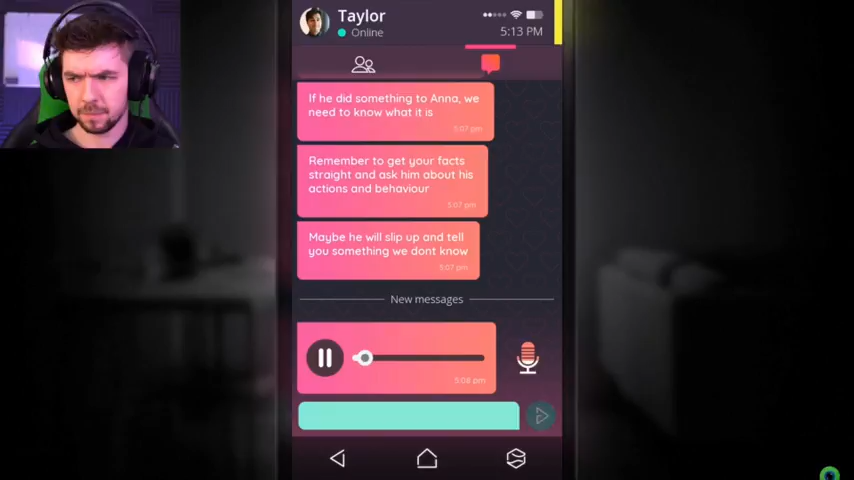 Taylor
Online
5:13 PM
If he did something to Anna, we
need to know what it is
5:07 pm
Remember to get your facts
straight and ask him about his
actions and behaviour
5:07 pm
Maybe he will slip up and tell
you something we dont know
5:07 pm
New messages
5:08 pm